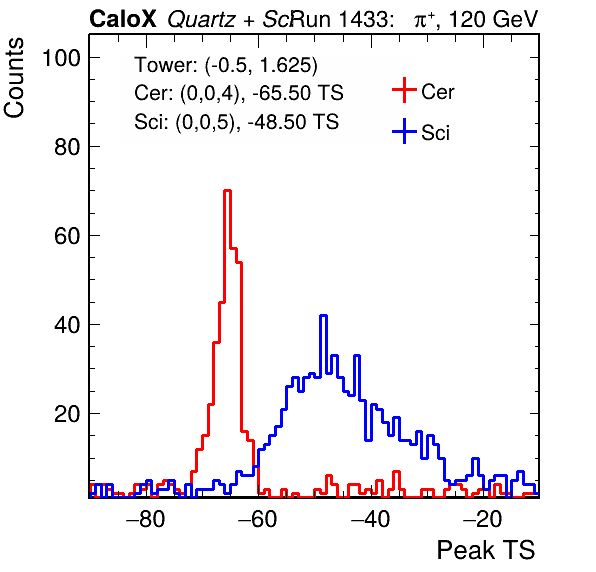 CaloX Quartz + ScRun 1433: π⁺, 120 GeV
Counts
100
80
60
40
20
Tower: (-0.5, 1.625)
Cer: (0,0,4), -65.50 TS
Sci: (0,0,5), -48.50 TS
Cer
Sci
−80 −60 −40 −20
Peak TS